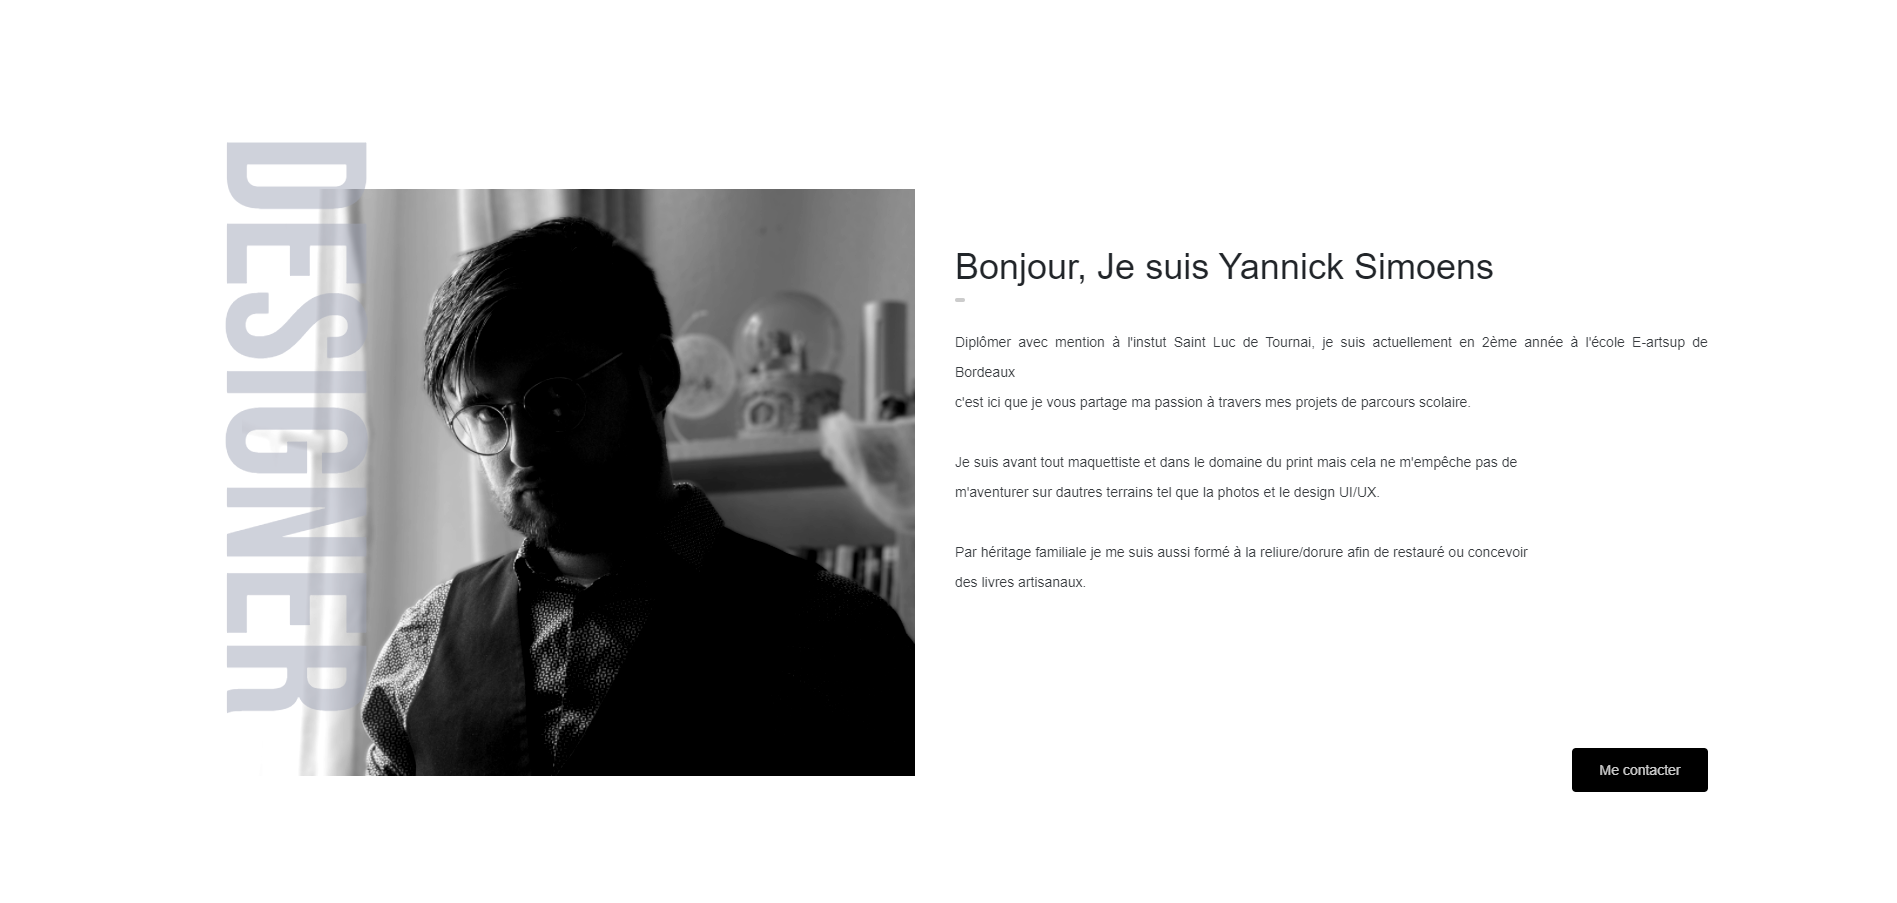 DESIGNER
Bonjour, Je suis Yannick Simoens
Diplômer avec mention à l'instut Saint Luc de Tournai, je suis actuellement en 2ème année à l'école E-artsup de
Bordeaux
c'est ici que je vous partage ma passion à travers mes projets de parcours scolaire.
Je suis avant tout maquettiste et dans le domaine du print mais cela ne m'empêche pas de
m'aventurer sur dautres terrains tel que la photos et le design UI/UX.
Par héritage familiale je me suis aussi formé à la reliure/dorure afin de restauré ou concevoir
des livres artisanaux.
Me contacter